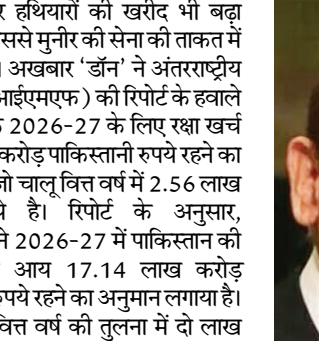 र हथियारों की खरीद भी बढ़ा
ससे मुनीर की सेना की ताकत में
। अखबार ‘डॉन’ ने अंतरराष्ट्रीय
आईएमएफ) की रिपोर्ट के हवाले
2026-27 के लिए रक्षा खर्च
करोड़ पाकिस्तानी रुपये रहने का
जो चालू वित्त वर्ष में 2.56 लाख
है। रिपोर्ट के अनुसार,
ने 2026-27 में पाकिस्तान की
आय 17.14 लाख करोड़
रुपये रहने का अनुमान लगाया है।
वित्त वर्ष की तुलना में दो लाख